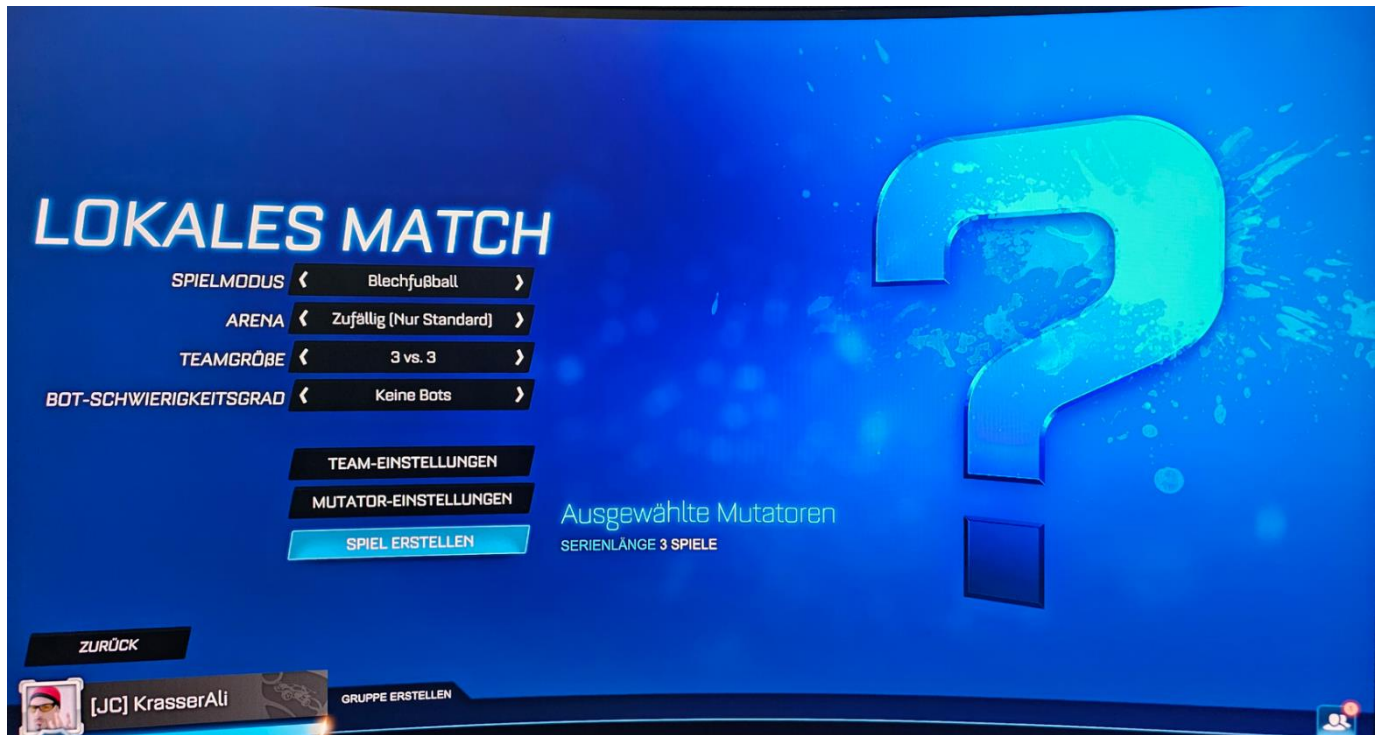 LOKALES MATCH
SPIELMODUS ❮ Blechfußball ❯
ARENA ❮ Zufällig (Nur Standard) ❯
TEAMGRÖßE ❮ 3 vs. 3 ❯
BOT-SCHWIERIGKEITSGRAD ❮ Keine Bots ❯
TEAM-EINSTELLUNGEN
MUTATOR-EINSTELLUNGEN
SPIEL ERSTELLEN
Ausgewählte Mutatoren
SERIENLÄNGE 3 SPIELE
ZURÜCK
[JC] KrasserAli
GRUPPE ERSTELLEN